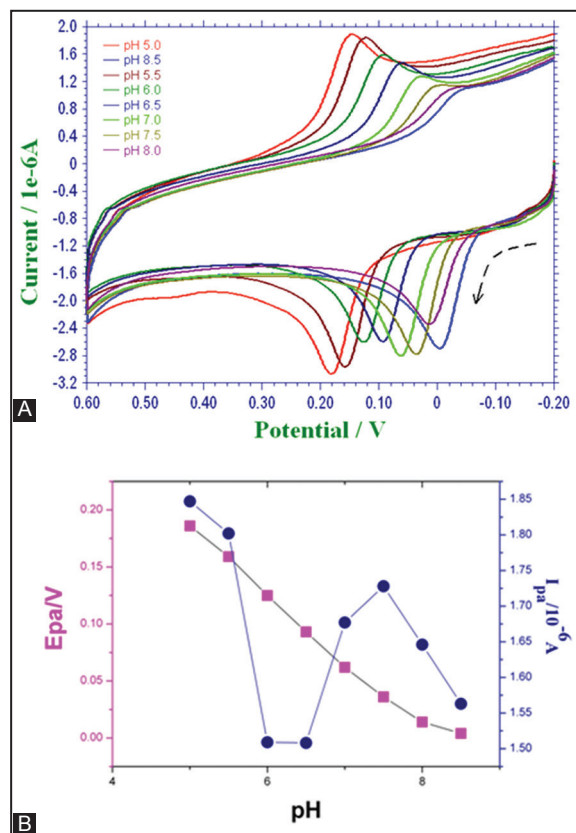 2.0
1.6
1.2
0.8
0.4
0
-0.4
-0.8
-1.2
-1.6
-2.0
-2.4
-2.8
-3.2
Current / 1e-6A
pH 5.0
pH 8.5
pH 5.5
pH 6.0
pH 6.5
pH 7.0
pH 7.5
pH 8.0
0.60 0.50 0.40 0.30 0.20 0.10 0 -0.10 -0.20
Potential / V
A
0.20
0.15
0.10
0.05
0.00
Epa/V
1.85
1.80
1.75
1.70
1.65
1.60
1.55
1.50
Ipa/10-6A
4 6 8
pH
B